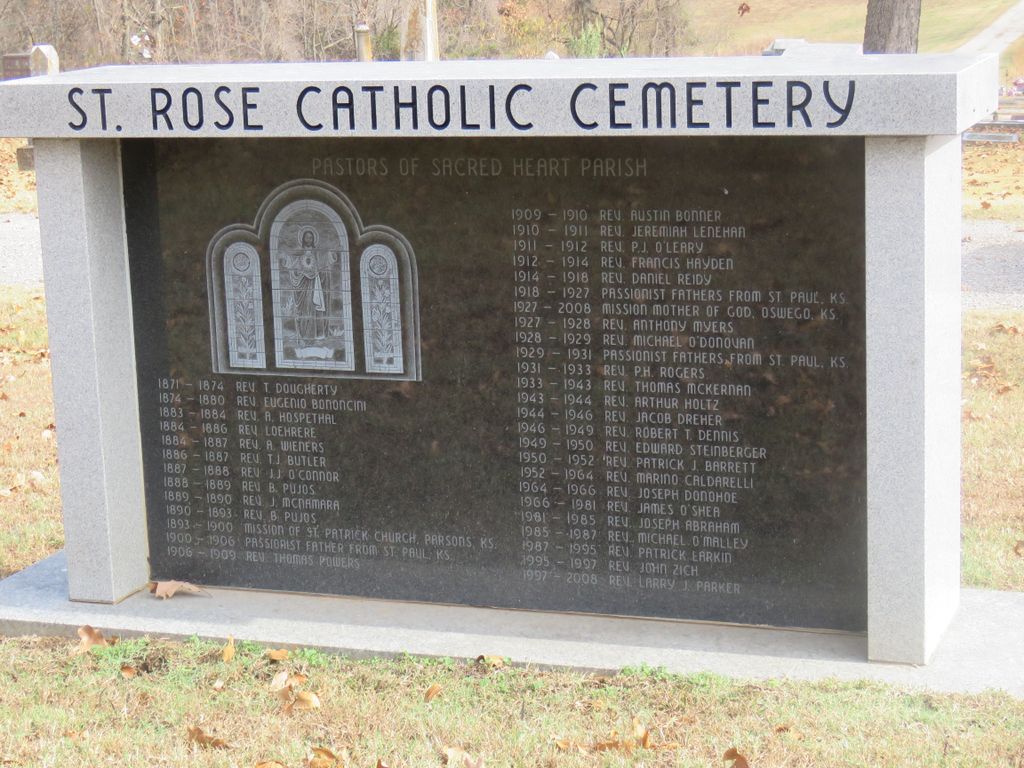 ST. ROSE CATHOLIC CEMETERY
PASTORS OF SACRED HEART PARISH
1871 – 1874 REV. T. DOUGHERTY
1874 – 1880 REV. EUGENIO BONONCINI
1883 – 1884 REV. A. HOSPETHAL
1884 – 1886 REV. LOEHRERE
1884 – 1887 REV. A. WIENERS
1886 – 1887 REV. T.J. BUTLER
1887 – 1888 REV. J.J. O'CONNOR
1888 – 1889 REV. B. PUJOS
1889 – 1890 REV. J. MCNAMARA
1890 – 1893 REV. B. PUJOS
1893 – 1900 MISSION OF ST. PATRICK CHURCH, PARSONS, KS.
1900 – 1906 PASSIONIST FATHER FROM ST. PAUL, KS.
1906 – 1909 REV. THOMAS POWERS
1909 – 1910 REV. AUSTIN BONNER
1910 – 1911 REV. JEREMIAH LENEHAN
1911 – 1912 REV. P.J. O'LEARY
1912 – 1914 REV. FRANCIS HAYDEN
1914 – 1918 REV. DANIEL REIDY
1918 – 1927 PASSIONIST FATHERS FROM ST. PAUL, KS.
1927 – 2008 MISSION MOTHER OF GOD, OSWEGO, KS.
1927 – 1928 REV. ANTHONY MYERS
1928 – 1929 REV. MICHAEL O'DONOVAN
1929 – 1931 PASSIONIST FATHERS FROM ST. PAUL, KS
1931 – 1933 REV. P.H. ROGERS
1933 – 1943 REV. THOMAS MCKERNAN
1943 – 1944 REV. ARTHUR HOLTZ
1944 – 1946 REV. JACOB DREHER
1946 – 1949 REV. ROBERT T. DENNIS
1949 – 1950 REV. EDWARD STEINBERGER
1950 – 1952 REV. PATRICK J. BARRETT
1952 – 1964 REV. MARINO CALDARELLI
1964 – 1966 REV. JOSEPH DONOHOE
1966 – 1981 REV. JAMES O'SHEA
1981 – 1985 REV. JOSEPH ABRAHAM
1985 – 1987 REV. MICHAEL O'MALLEY
1987 – 1995 REV. PATRICK LARKIN
1995 – 1997 REV. JOHN ZICH
1997 – 2008 REV. LARRY J. PARKER